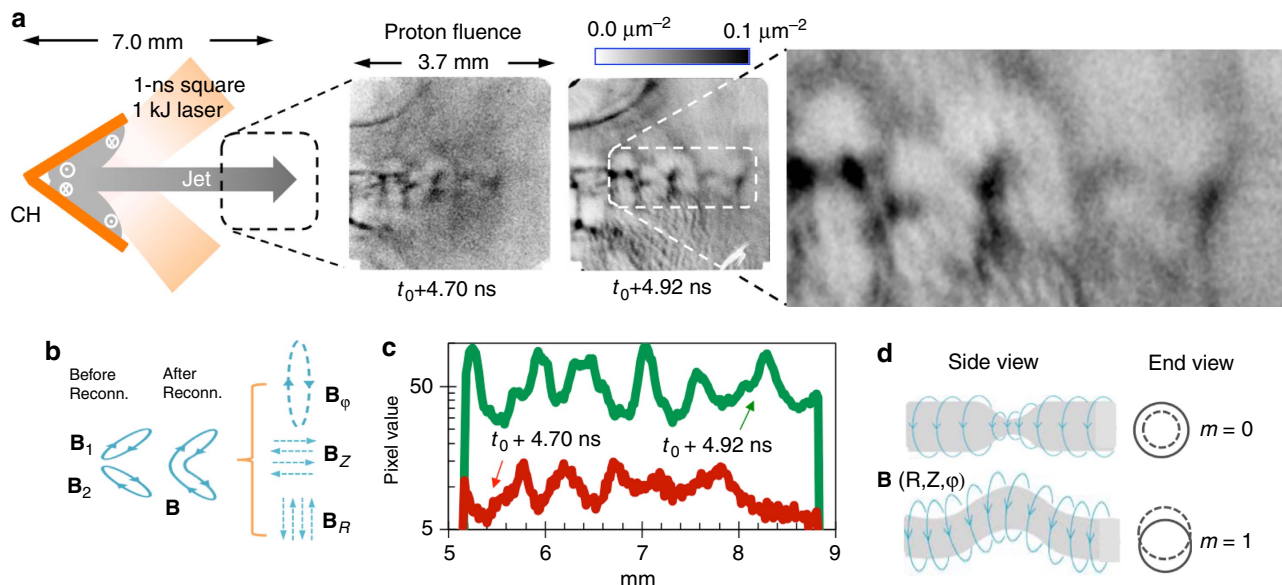 a
7.0 mm
1-ns square
1 kJ laser
Jet
CH
Proton fluence
3.7 mm
0.0 μm⁻²
0.1 μm⁻²
t₀+4.70 ns
t₀+4.92 ns
b
Before
Reconn.
After
Reconn.
B₁
B₂
B
Bφ
B_Z
B_R
c
Pixel value
50
5
t₀ + 4.70 ns
t₀ + 4.92 ns
5
6
7
8
9
mm
d
Side view
End view
m = 0
B (R,Z,φ)
m = 1